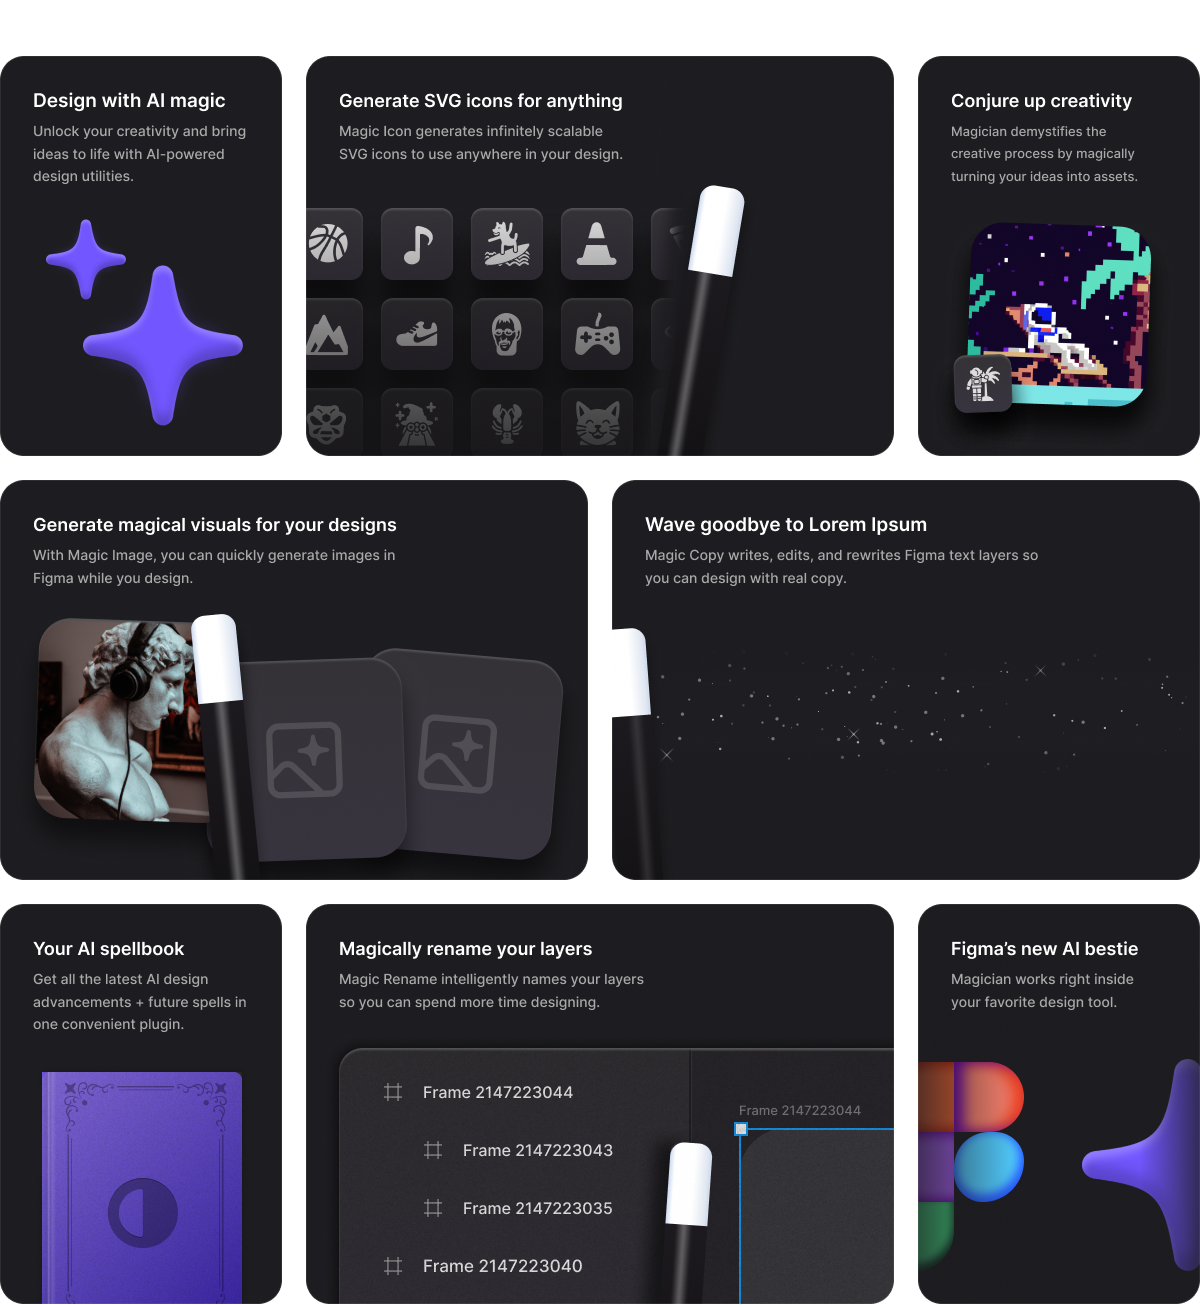 Design with AI magic
Unlock your creativity and bring
ideas to life with AI-powered
design utilities.
Generate SVG icons for anything
Magic Icon generates infinitely scalable
SVG icons to use anywhere in your design.
Conjure up creativity
Magician demystifies the
creative process by magically
turning your ideas into assets.
Generate magical visuals for your designs
With Magic Image, you can quickly generate images in
Figma while you design.
Wave goodbye to Lorem Ipsum
Magic Copy writes, edits, and rewrites Figma text layers so
you can design with real copy.
Your AI spellbook
Get all the latest AI design
advancements + future spells in
one convenient plugin.
Magically rename your layers
Magic Rename intelligently names your layers
so you can spend more time designing.
Frame 2147223044
Frame 2147223043
Frame 2147223035
Frame 2147223040
Frame 2147223044
Figma’s new AI bestie
Magician works right inside
your favorite design tool.